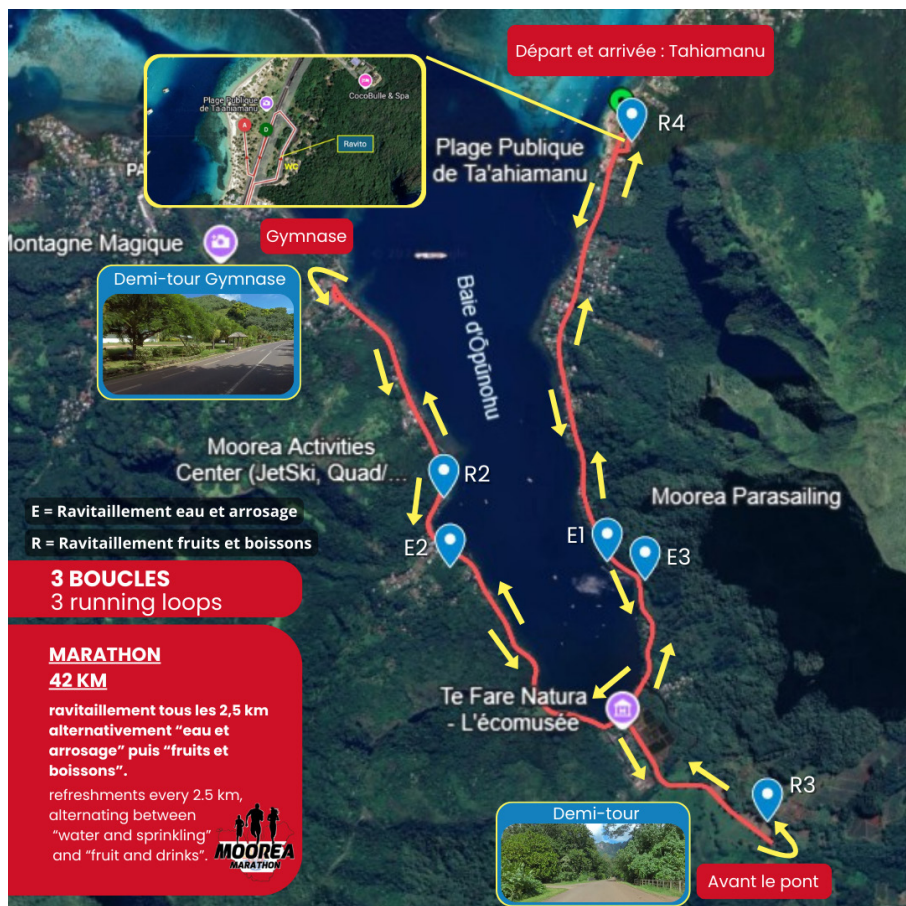 Départ et arrivée : Tahiamanu
Plage Publique
de Ta'ahiamanu
CocoBulle & Spa
A
D
Ravito
WC
R4
Plage Publique
de Ta'ahiamanu
PA
Montagne Magique
Gymnase
Demi-tour Gymnase
Baie d'Ōpūnohu
Moorea Activities
Center (JetSki, Quad/ ...
R2
Moorea Parasailing
E = Ravitaillement eau et arrosage
R = Ravitaillement fruits et boissons
E2
E1
E3
3 BOUCLES
3 running loops
MARATHON
42 KM
ravitaillement tous les 2,5 km
alternativement “eau et
arrosage” puis “fruits et
boissons”.
refreshments every 2.5 km,
alternating between
“water and sprinkling”
and “fruit and drinks”.
MOOREA
MARATHON
Te Fare Natura
- L'écomusée
R3
Demi-tour
Avant le pont